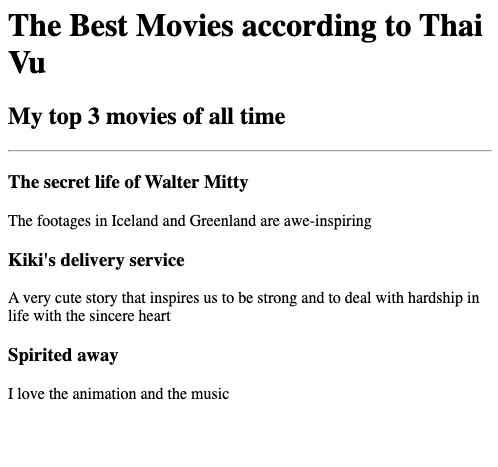 The Best Movies according to Thai
Vu
My top 3 movies of all time
The secret life of Walter Mitty
The footages in Iceland and Greenland are awe-inspiring
Kiki's delivery service
A very cute story that inspires us to be strong and to deal with hardship in
life with the sincere heart
Spirited away
I love the animation and the music